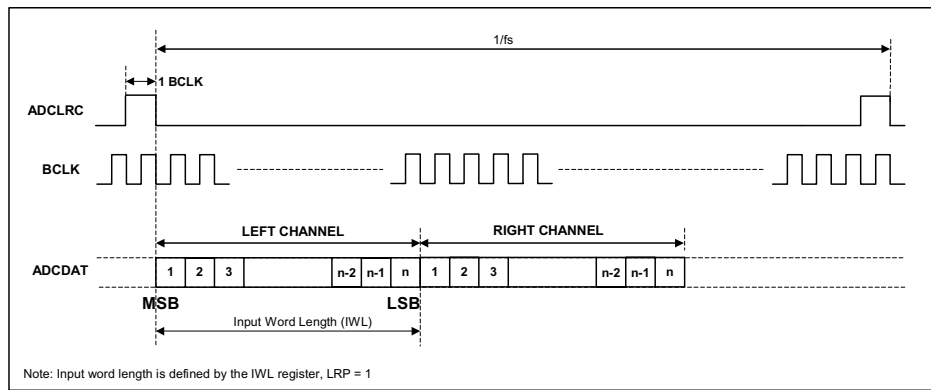 1/fs
1 BCLK
ADCLRC
BCLK
LEFT CHANNEL
RIGHT CHANNEL
ADCDAT
1 2 3 n-2 n-1 n 1 2 3 n-2 n-1 n
MSB
LSB
Input Word Length (IWL)
Note: Input word length is defined by the IWL register, LRP = 1